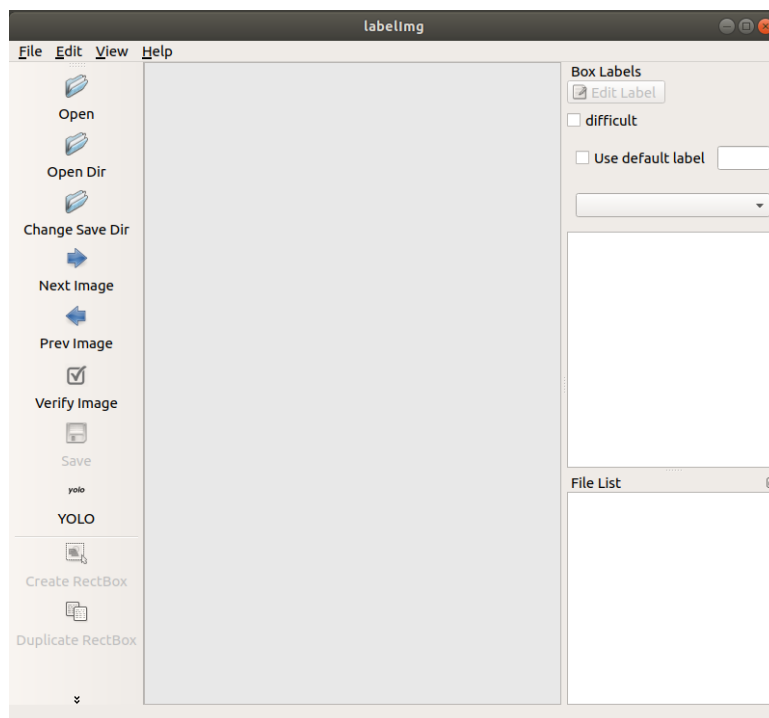 labelImg
File Edit View Help
Open
Open Dir
Change Save Dir
Next Image
Prev Image
Verify Image
Save
yolo
YOLO
Create RectBox
Duplicate RectBox
Box Labels
Edit Label
difficult
Use default label
File List